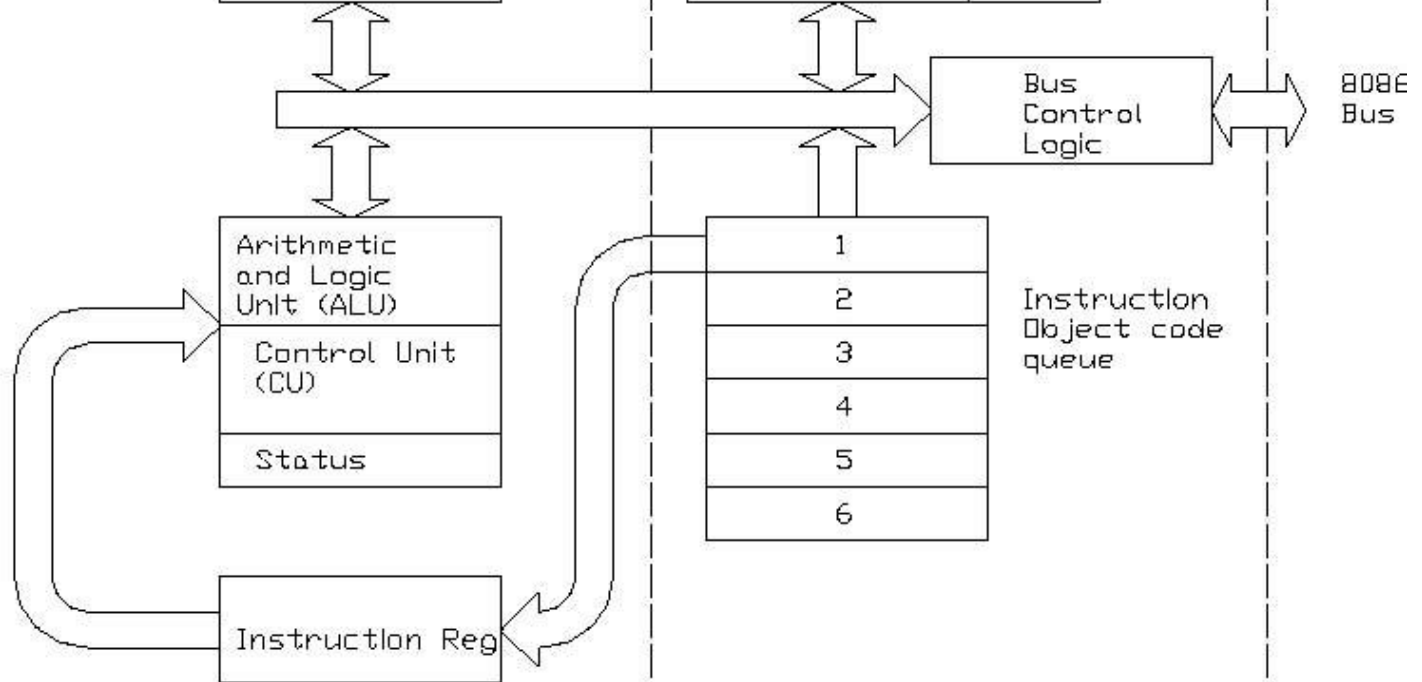 Bus
Control
Logic
8086
Bus
Arithmetic
and Logic
Unit (ALU)
Control Unit
(CU)
Status
1
2
3
4
5
6
Instruction
Object code
queue
Instruction Reg